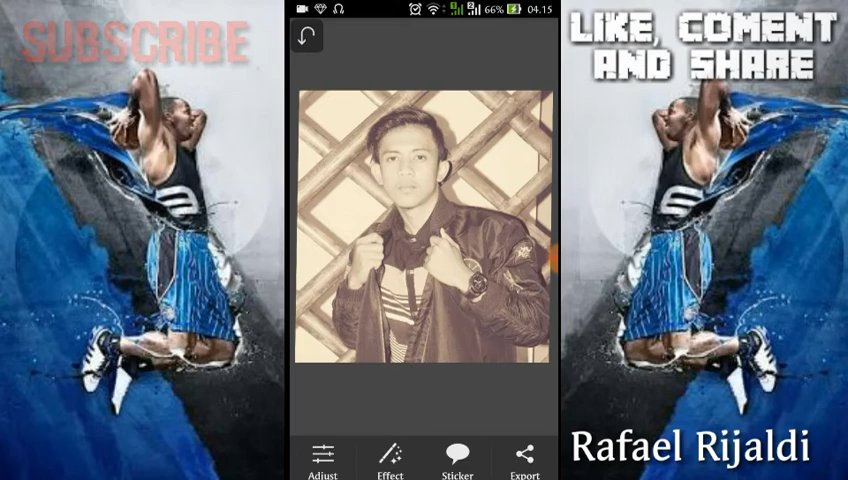 SUBSCRIBE
66% 04.15
LIKE, COMENT
AND SHARE
Adjust
Effect
Sticker
Export
Rafael Rijaldi